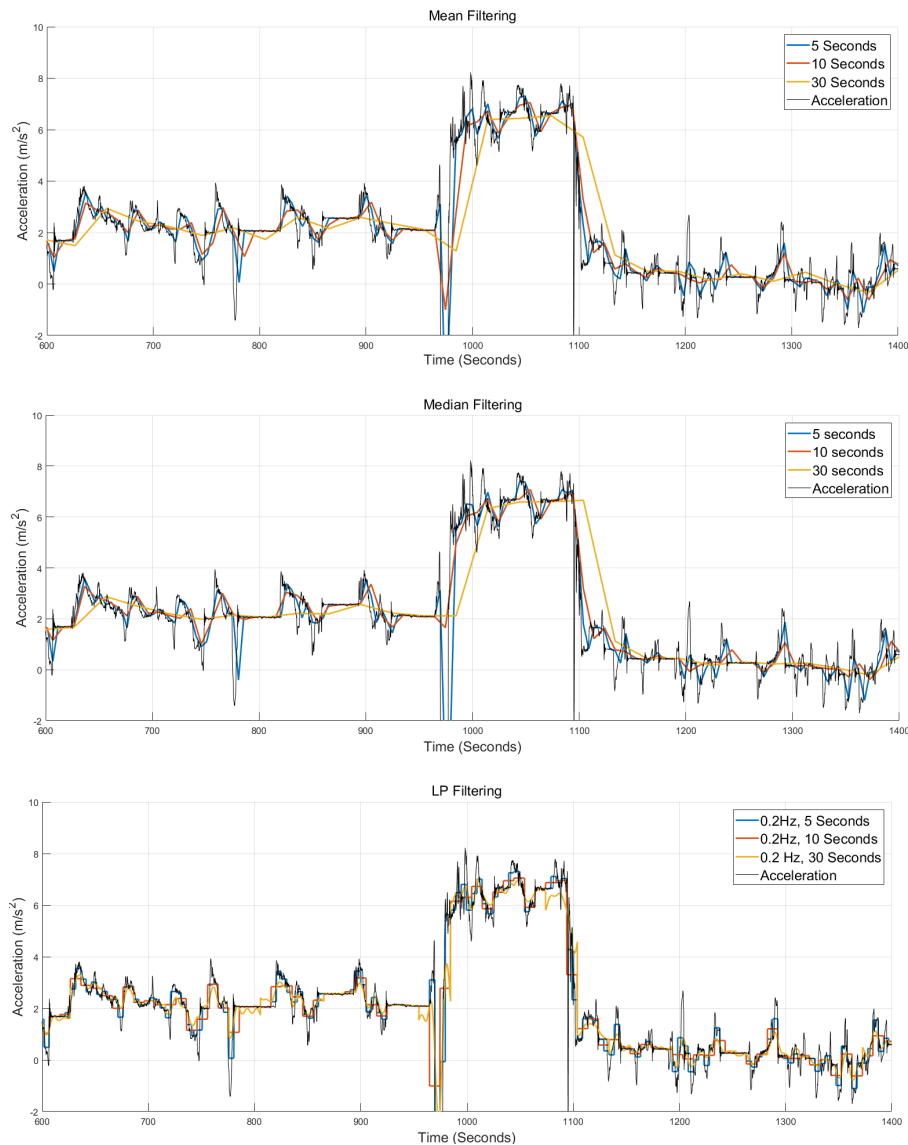 Mean Filtering
10
8
6
4
2
0
-2
Acceleration (m/s²)
5 Seconds
10 Seconds
30 Seconds
Acceleration
600 700 800 900 1000 1100 1200 1300 1400
Time (Seconds)
Median Filtering
10
8
6
4
2
0
-2
Acceleration (m/s²)
5 seconds
10 seconds
30 seconds
Acceleration
600 700 800 900 1000 1100 1200 1300 1400
Time (Seconds)
LP Filtering
10
8
6
4
2
0
-2
Acceleration (m/s²)
0.2Hz, 5 Seconds
0.2Hz, 10 Seconds
0.2 Hz, 30 Seconds
Acceleration
600 700 800 900 1000 1100 1200 1300 1400
Time (Seconds)